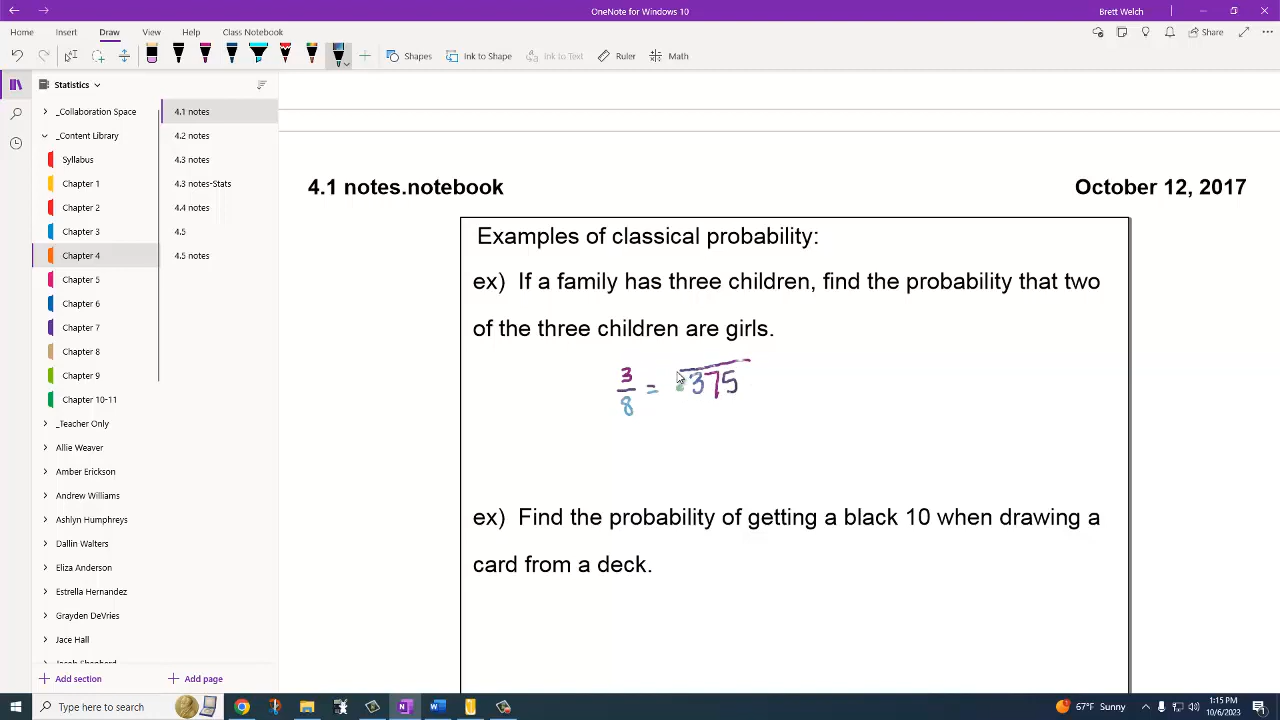 OneNote for Windows 10
Brett Welch
Home Insert Draw View Help Class Notebook
Share
Shapes Ink to Shape Ink to Text Ruler Math
Statistics
_Collaboration Space
_Content Library
Syllabus
Chapter 1
Chapter 2
Chapter 3
Chapter 4
Chapter 5
Chapter 6
Chapter 7
Chapter 8
Chapter 9
Chapter 10-11
_Teacher Only
Allie Weaver
Amber Erickson
Andrew Williams
Ashlyn Humphreys
Dallin Walters
Eliza Anderson
Estrella Hernandez
Grayden DeVries
Jace Hall
Jacob Shepherd
Add section
4.1 notes
4.2 notes
4.3 notes
4.3 notes-Stats
4.4 notes
4.5
4.5 notes
Add page
4.1 notes.notebook
October 12, 2017
Examples of classical probability:
ex) If a family has three children, find the probability that two
of the three children are girls.
3/8 = .375
ex) Find the probability of getting a black 10 when drawing a
card from a deck.
Type here to search
67°F Sunny
1:15 PM
10/6/2023